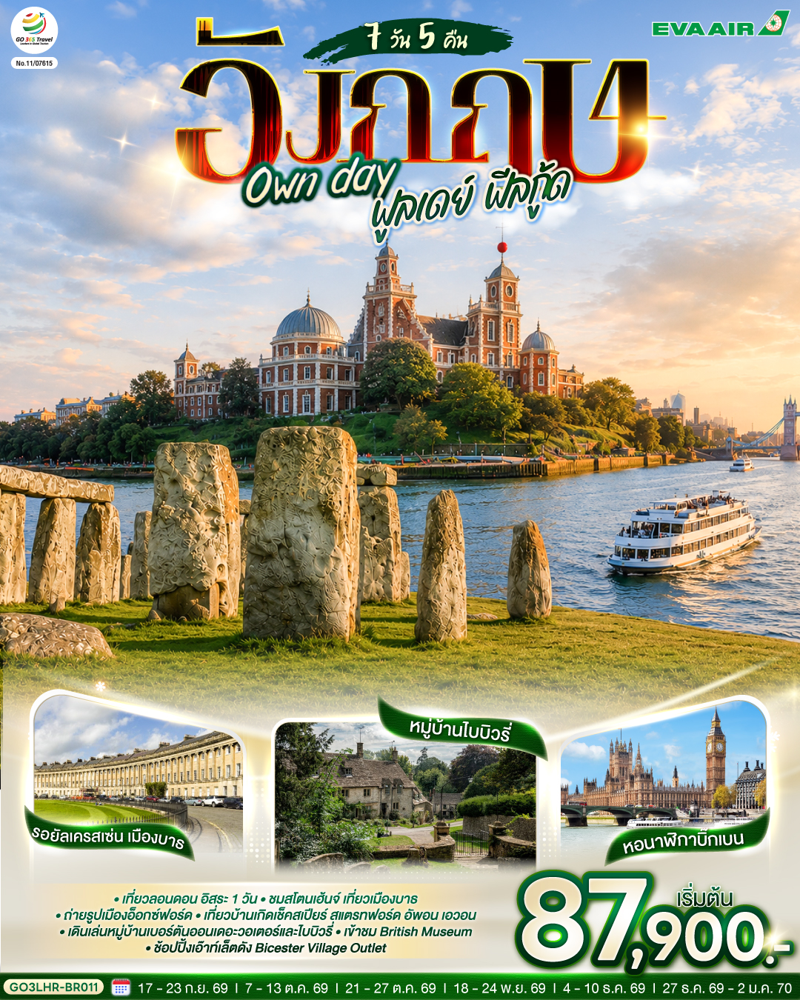 GO 365 Travel
Leaders in Global Tourism
No.11/07615
7 วัน 5 คืน
EVA AIR
อังกฤษ
Own day
ฟูลเดย์ ฟีลกู้ด
หมู่บ้านไบบิวรี่
รอยัลเครสเซ่น เมืองบาธ
หอนาฬิกาบิ๊กเบน
• เที่ยวลอนดอน อิสระ 1 วัน • ชมสโตนเฮ้นจ์ เที่ยวเมืองบาธ
• ถ่ายรูปเมืองอ็อกซ์ฟอร์ด • เที่ยวบ้านเกิดเช็คสเปียร์ สแตรทฟอร์ด อัพอน เอวอน
• เดินเล่นหมู่บ้านเบอร์ตันออนเดอะวอเตอร์และไบบิวรี่ • เข้าชม British Museum
• ช้อปปิ้งเอ๊าท์เล็ตดัง Bicester Village Outlet
เริ่มต้น
87,900.-
GO3LHR-BR011
17 - 23 ก.ย. 69 | 7 - 13 ต.ค. 69 | 21 - 27 ต.ค. 69 | 18 - 24 พ.ย. 69 | 4 - 10 ธ.ค. 69 | 27 ธ.ค. 69 - 2 ม.ค. 70